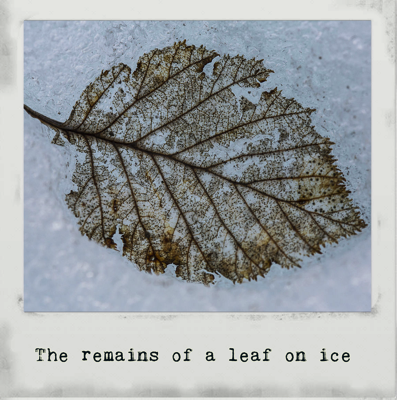 The remains of a leaf on ice